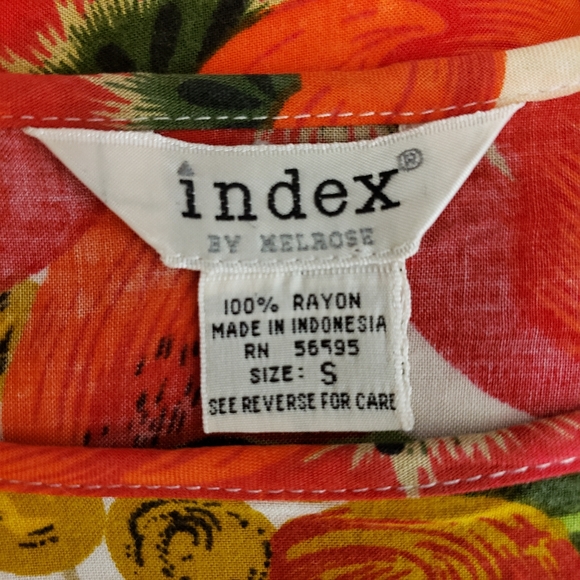 index®
BY MELROSE
100% RAYON
MADE IN INDONESIA
RN 56595
SIZE: S
SEE REVERSE FOR CARE